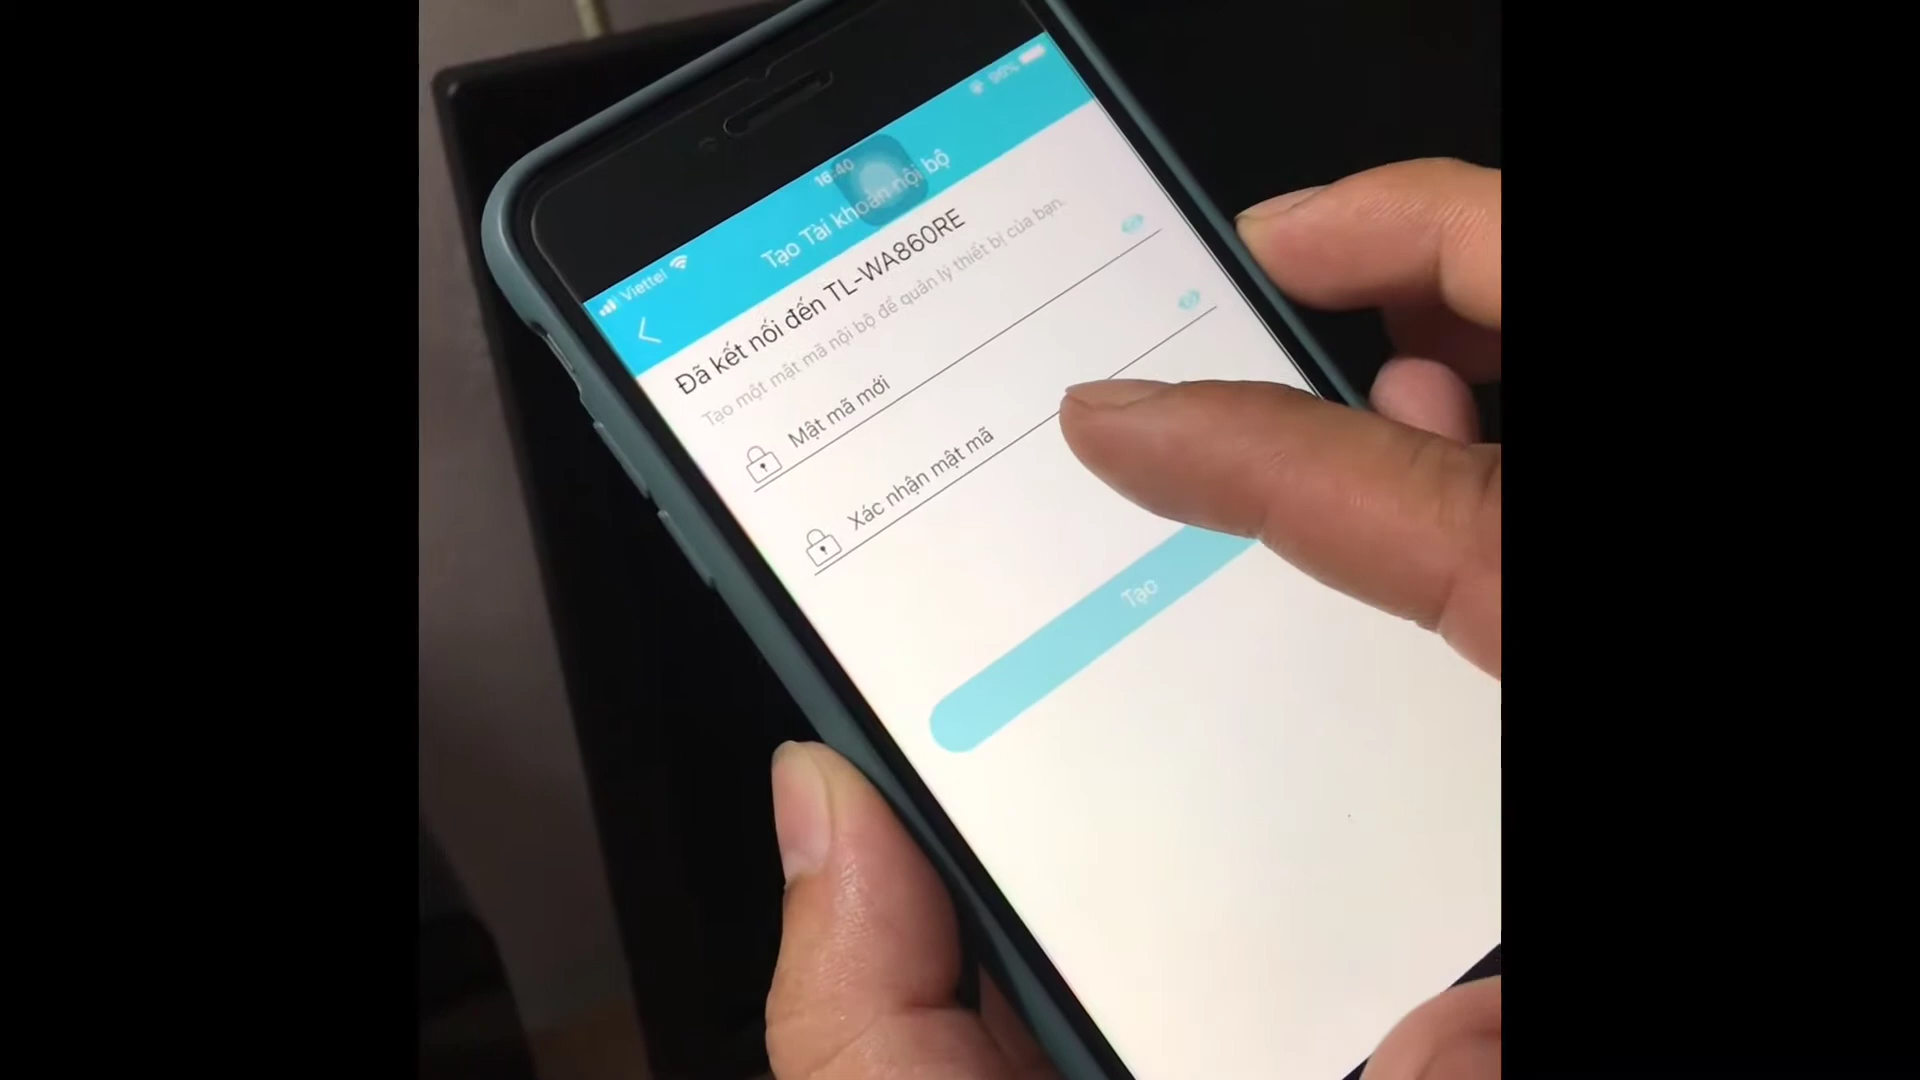 Viettel 16:40 96%
Tạo Tài khoản nội bộ
Đã kết nối đến TL-WA860RE
Tạo một mật mã nội bộ để quản lý thiết bị của bạn.
Mật mã mới
Xác nhận mật mã
Tạo